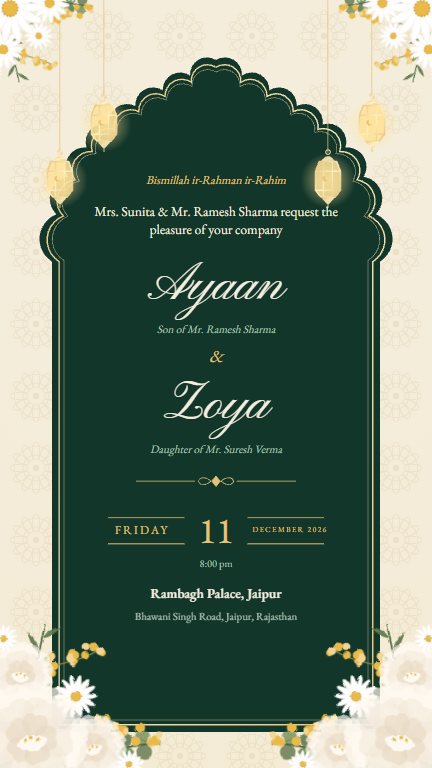 Bismillah ir-Rahman ir-Rahim
Mrs. Sunita & Mr. Ramesh Sharma request the
pleasure of your company
Ayaan
Son of Mr. Ramesh Sharma
&
Zoya
Daughter of Mr. Suresh Verma
FRIDAY 11 DECEMBER 2026
8:00 pm
Rambagh Palace, Jaipur
Bhawani Singh Road, Jaipur, Rajasthan